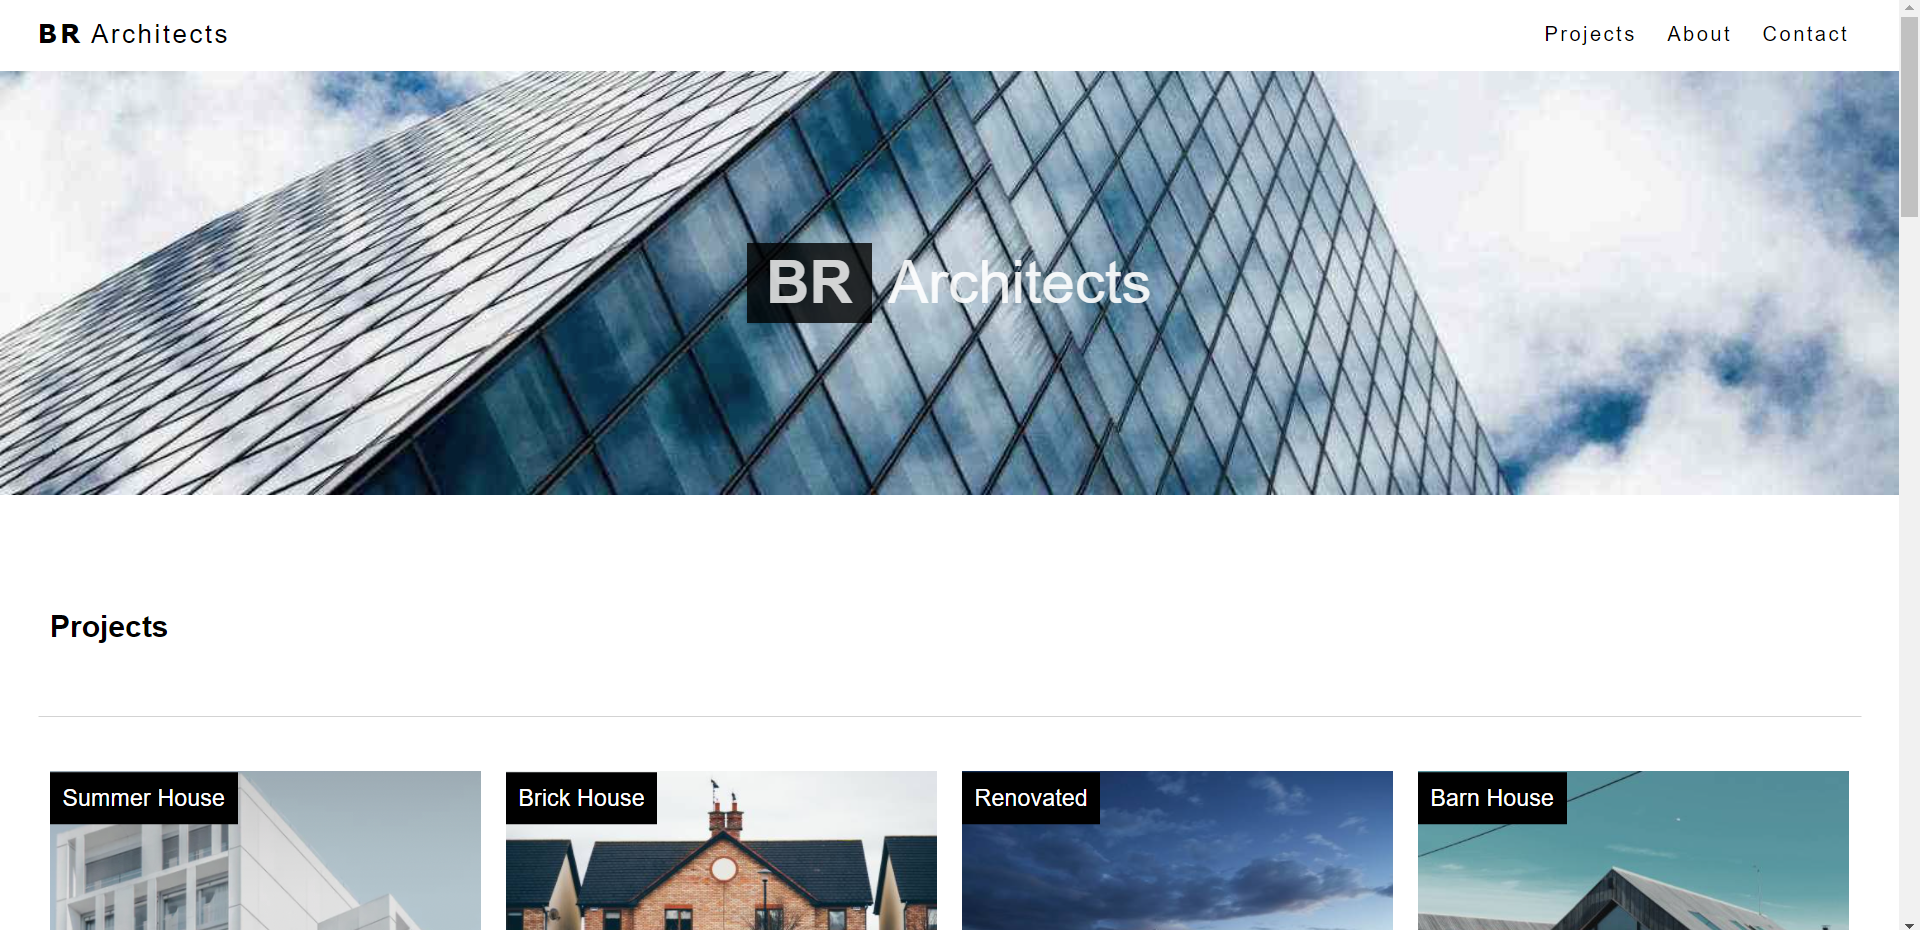 BR Architects
Projects About Contact
BR Architects
Projects
Summer House
Brick House
Renovated
Barn House